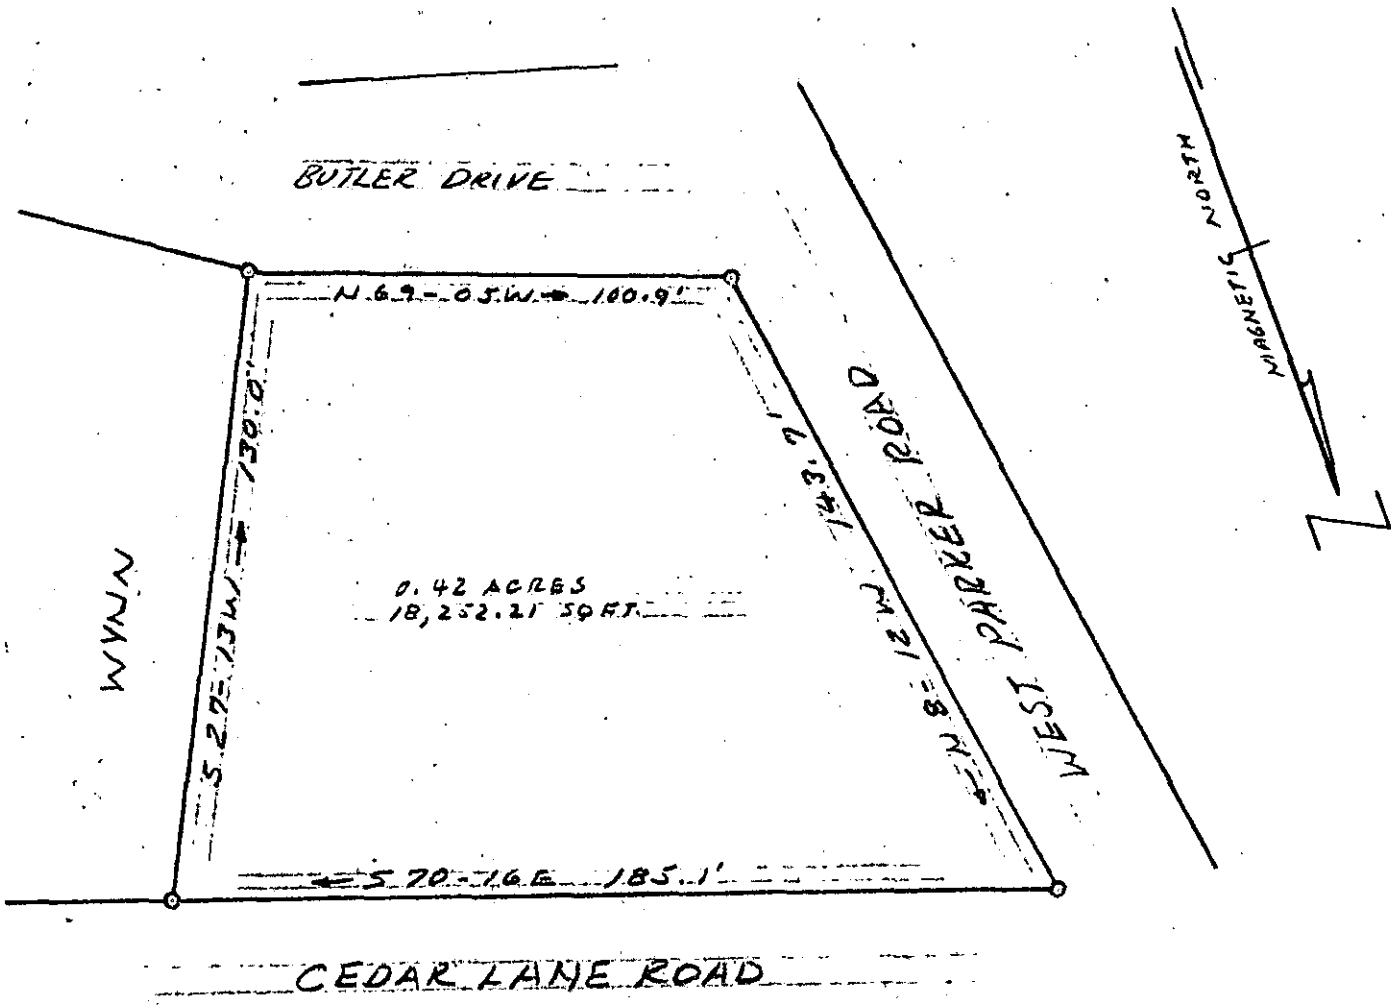 BUTLER DRIVE
N 69-05 W → 100.9'
S 27-13 W → 130.0'
143.7'
← N 8-12 W
WEST PARKER ROAD
MAGNETIC NORTH
WYNN
0.42 ACRES
18,252.21 SQ FT.
← S 70-16 E 185.1'
CEDAR LANE ROAD